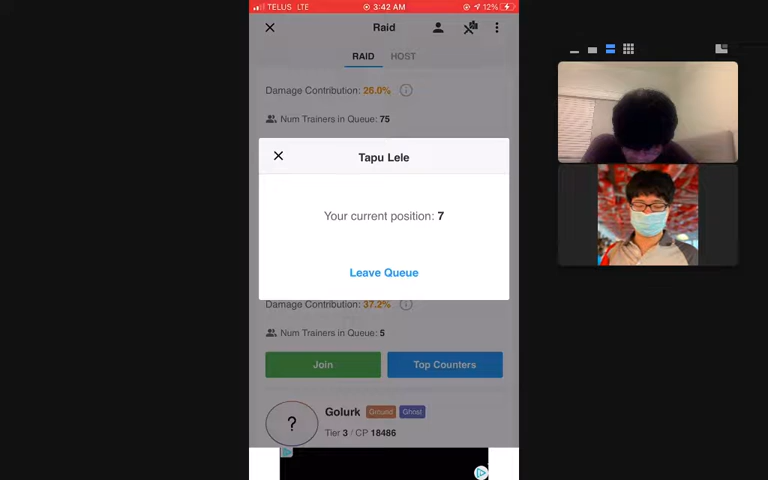 TELUS LTE 3:42 AM 12%
Raid
RAID HOST
Damage Contribution: 26.0%
Num Trainers in Queue: 75
Tapu Lele
Your current position: 7
Leave Queue
Damage Contribution: 37.2%
Num Trainers in Queue: 5
Join Top Counters
?
Golurk Ground Ghost
Tier 3 / CP 18486